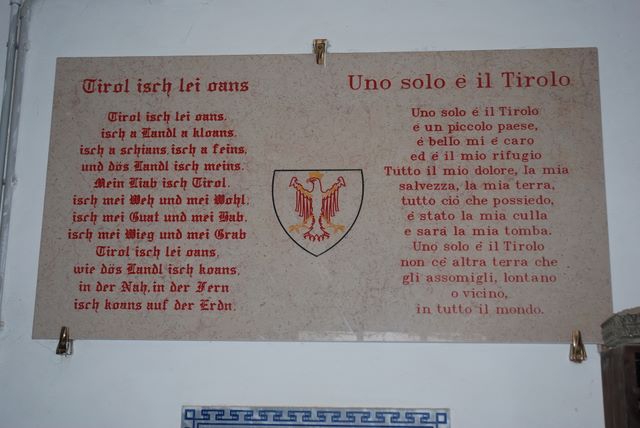 Tirol isch lei oans
Tirol isch lei oans,
isch a Landl a kloans,
isch a schians, isch a feins,
und dös Landl isch meins.
Mein Liab isch Tirol.
isch mei Weh und mei Wohl,
isch mei Guat und mei Hab,
isch mei Wieg und mei Grab
Tirol isch lei oans,
wie dös Landl isch koans,
in der Nah, in der Fern
isch koans auf der Erdn.
Uno solo é il Tirolo
Uno solo é il Tirolo
é un piccolo paese,
é bello mi é caro
ed é il mio rifugio
Tutto il mio dolore, la mia
salvezza, la mia terra,
tutto ció che possiedo,
é stato la mia culla
e sará la mia tomba.
Uno solo é il Tirolo
non cé altra terra che
gli assomigli, lontano
o vicino,
in tutto il mondo.